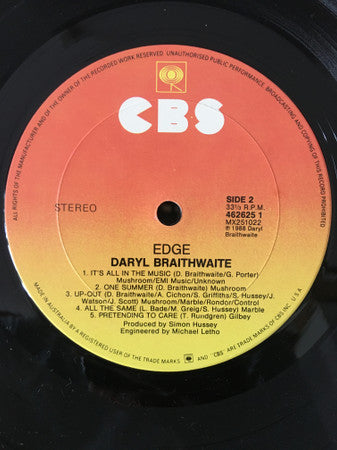 ALL RIGHTS OF THE MANUFACTURER AND OF THE OWNER OF THE RECORDED WORK RESERVED. UNAUTHORISED PUBLIC PERFORMANCE, BROADCASTING AND COPYING OF THIS RECORD PROHIBITED
CBS
STEREO
SIDE 2
33⅓ R.P.M.
462625 1
MX251022
℗ 1988 Daryl
Braithwaite
EDGE
DARYL BRAITHWAITE
1. IT'S ALL IN THE MUSIC (D. Braithwaite/G. Porter)
Mushroom/EMI Music/Unknown
2. ONE SUMMER (D. Braithwaite) Mushroom
3. UP-OUT (D. Braithwaite/A. Cichon/S. Griffiths/S. Hussey/J.
Watson/J. Scott) Mushroom/Marble/Rondor/Control
4. ALL THE SAME (L. Bade/M. Greig/S. Hussey) Marble
5. PRETENDING TO CARE (T. Rundgren) Gilbey
Produced by Simon Hussey
Engineered by Michael Letho
MADE IN AUSTRALIA BY A REGISTERED USER OF THE TRADE MARKS AND 'CBS' ARE TRADE MARKS OF CBS INC. U.S.A.